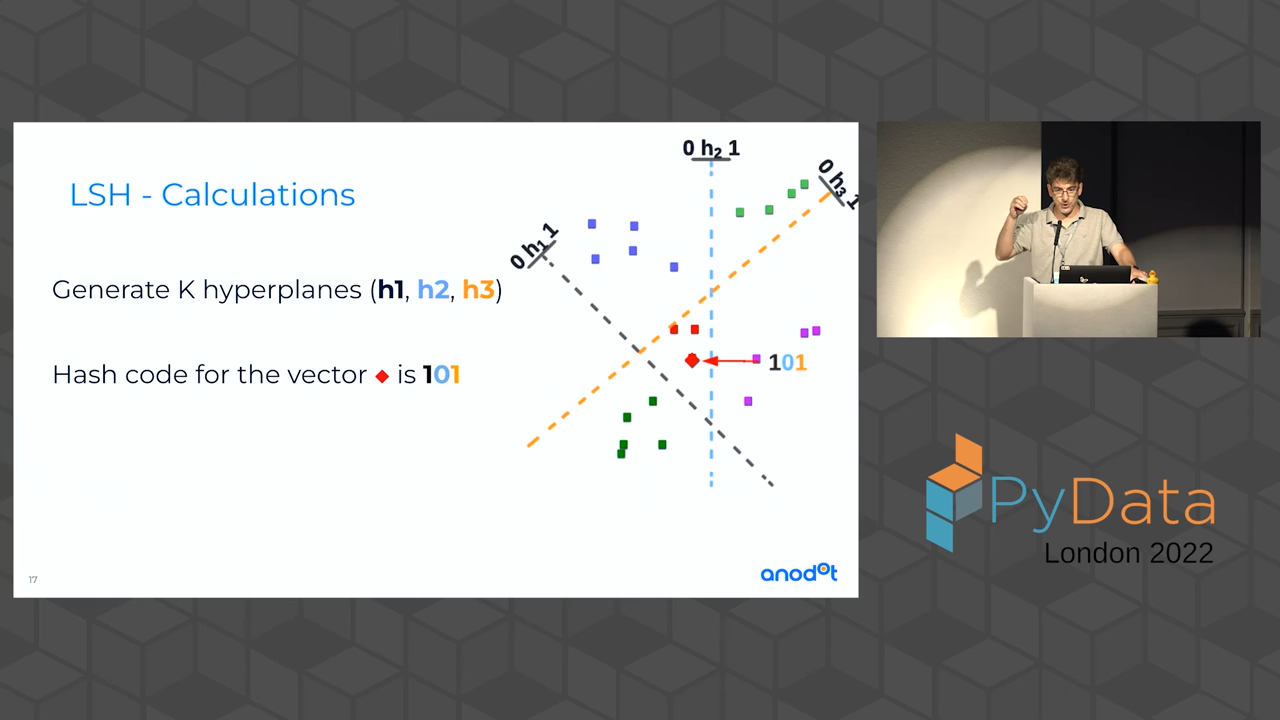 LSH - Calculations
Generate K hyperplanes (h1, h2, h3)
Hash code for the vector is 101
0 h₁ 1
0 h₂ 1
0 h₃ 1
101
17
anodot
PyData
London 2022